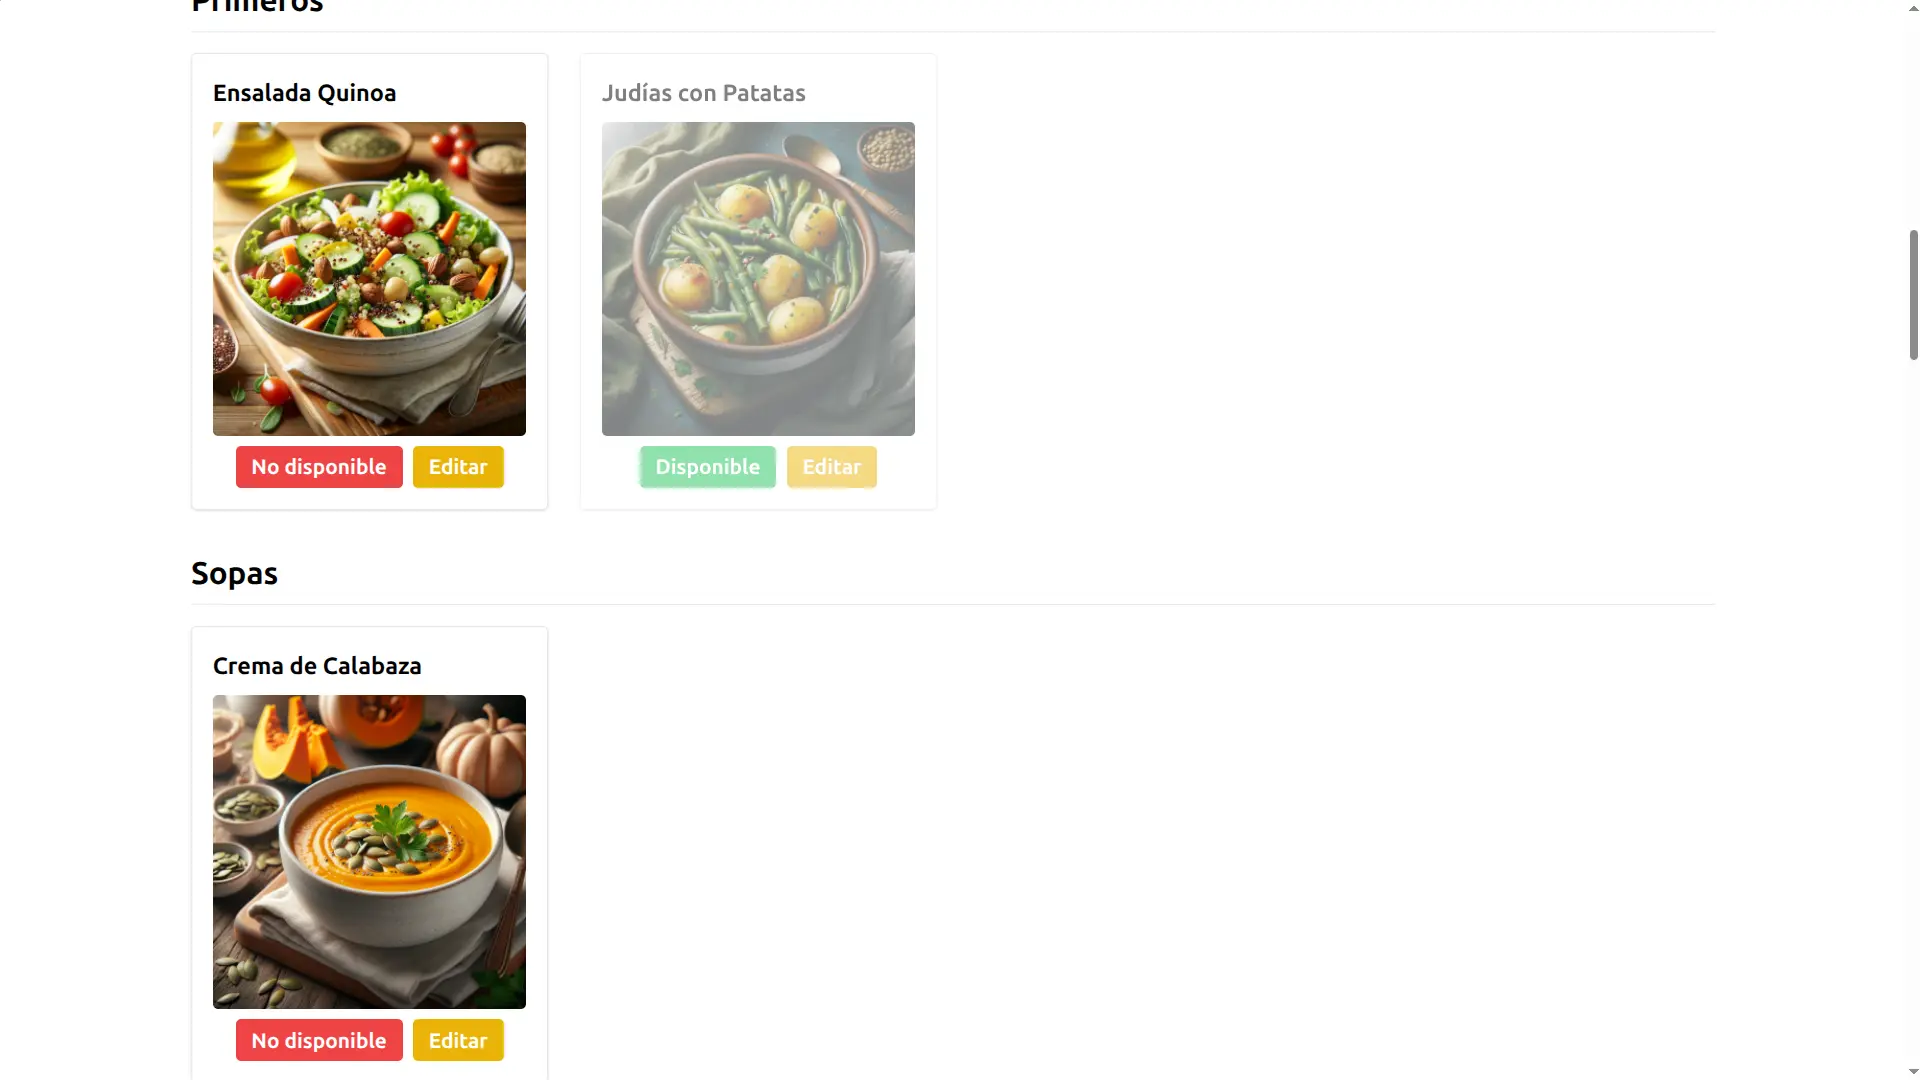 Primeros
Ensalada Quinoa
Judías con Patatas
No disponible
Editar
Disponible
Editar
Sopas
Crema de Calabaza
No disponible
Editar